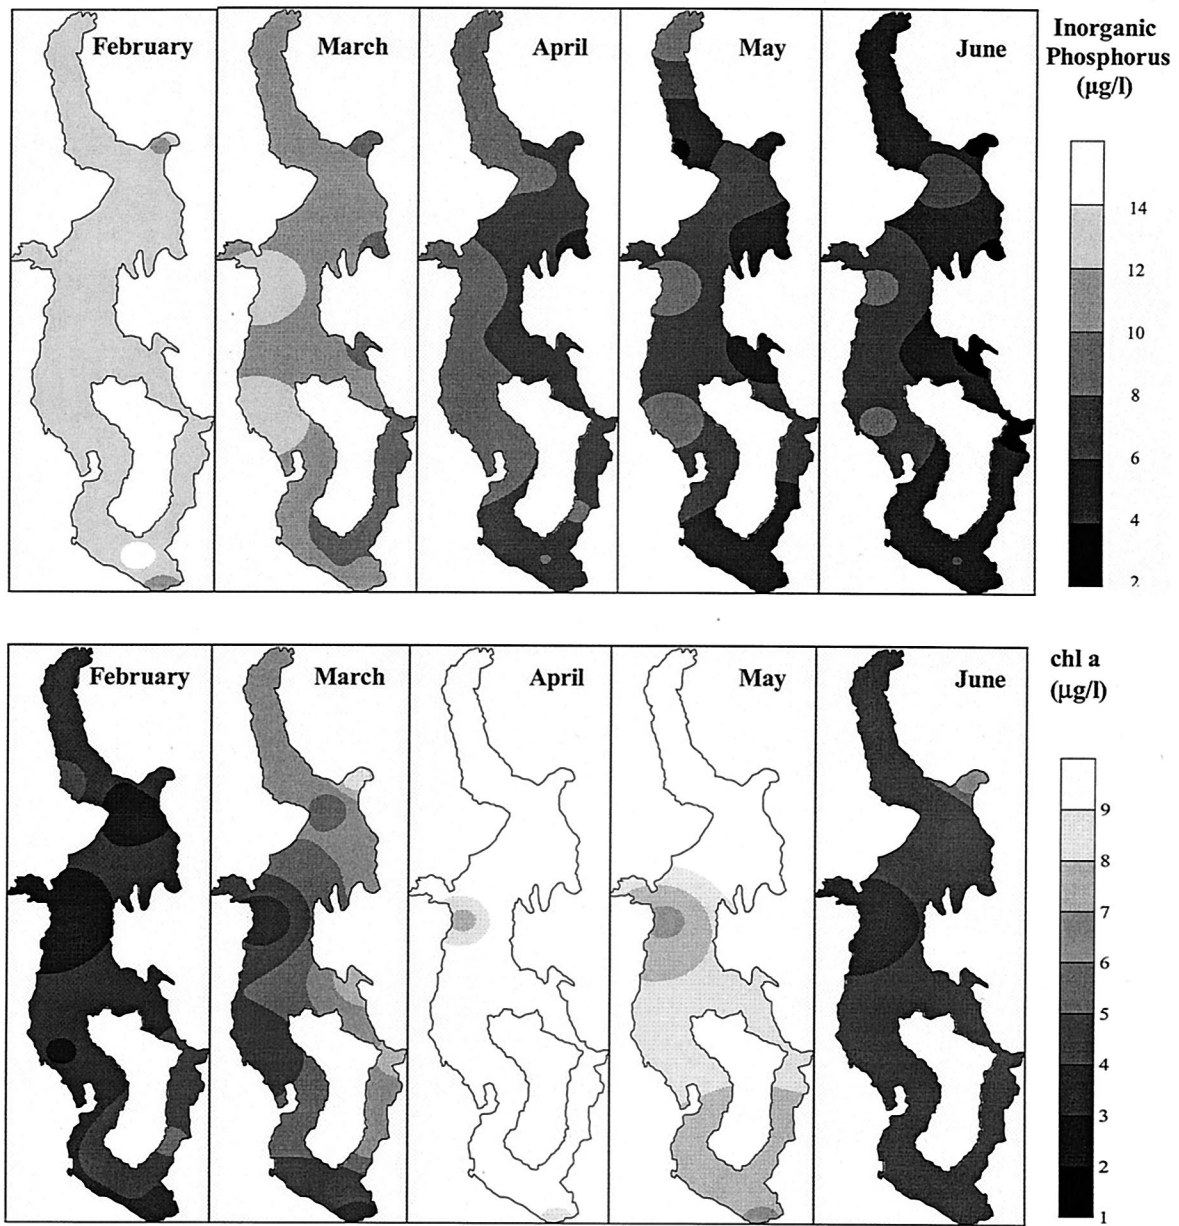 February
March
April
May
June
Inorganic
Phosphorus
(µg/l)
14
12
10
8
6
4
2
February
March
April
May
June
chl a
(µg/l)
9
8
7
6
5
4
3
2
1